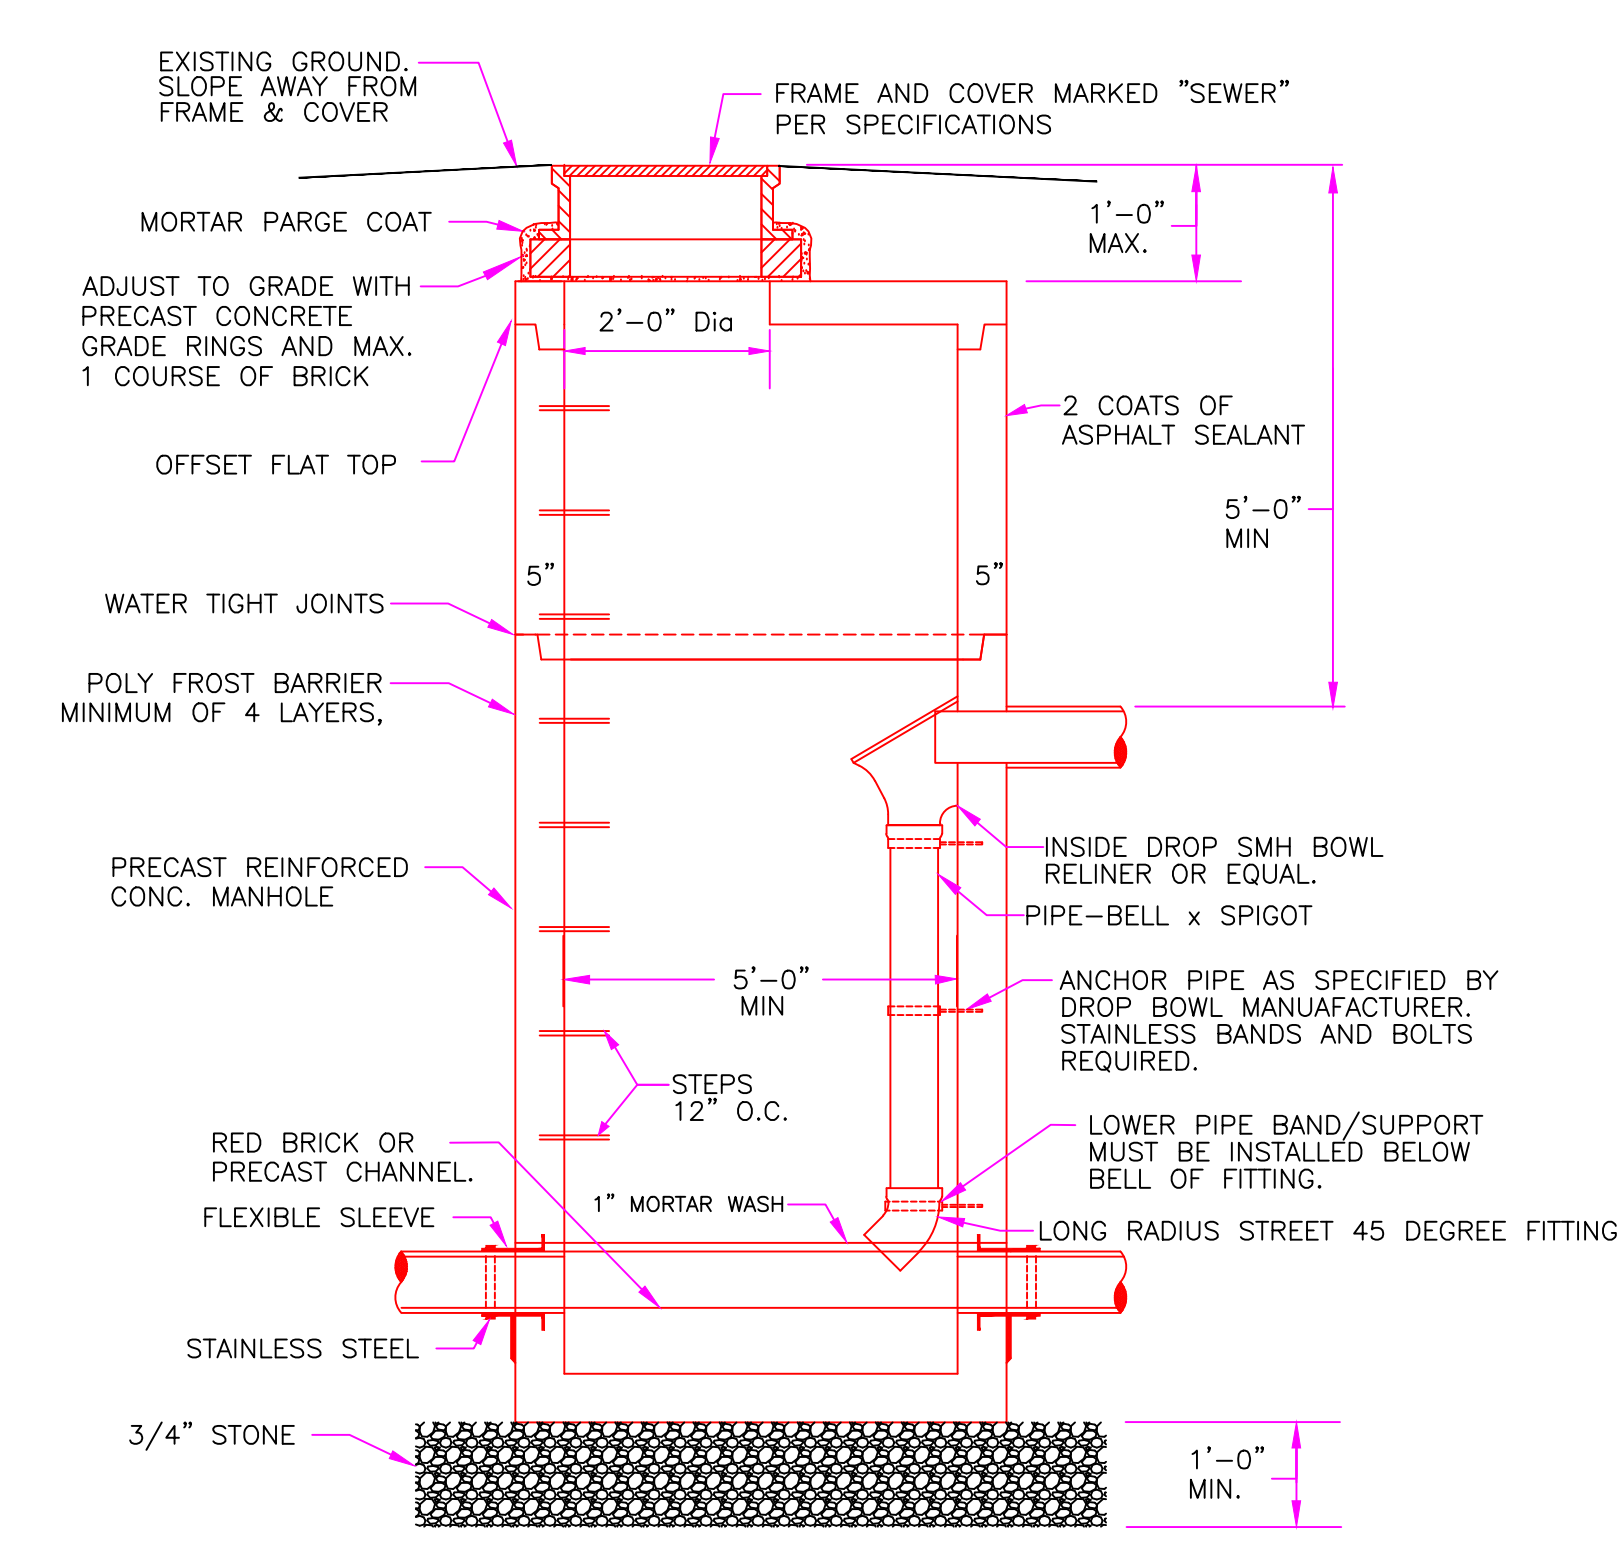 EXISTING GROUND.
SLOPE AWAY FROM
FRAME & COVER
FRAME AND COVER MARKED "SEWER"
PER SPECIFICATIONS
MORTAR PARGE COAT
1'-0"
MAX.
ADJUST TO GRADE WITH
PRECAST CONCRETE
GRADE RINGS AND MAX.
1 COURSE OF BRICK
2'-0" Dia
2 COATS OF
ASPHALT SEALANT
OFFSET FLAT TOP
5'-0"
MIN
5"
5"
WATER TIGHT JOINTS
POLY FROST BARRIER
MINIMUM OF 4 LAYERS,
PRECAST REINFORCED
CONC. MANHOLE
INSIDE DROP SMH BOWL
RELINER OR EQUAL.
PIPE-BELL x SPIGOT
5'-0"
MIN
ANCHOR PIPE AS SPECIFIED BY
DROP BOWL MANUAFACTURER.
STAINLESS BANDS AND BOLTS
REQUIRED.
STEPS
12" O.C.
RED BRICK OR
PRECAST CHANNEL.
LOWER PIPE BAND/SUPPORT
MUST BE INSTALLED BELOW
BELL OF FITTING.
1" MORTAR WASH
FLEXIBLE SLEEVE
LONG RADIUS STREET 45 DEGREE FITTING
STAINLESS STEEL
3/4" STONE
1'-0"
MIN.